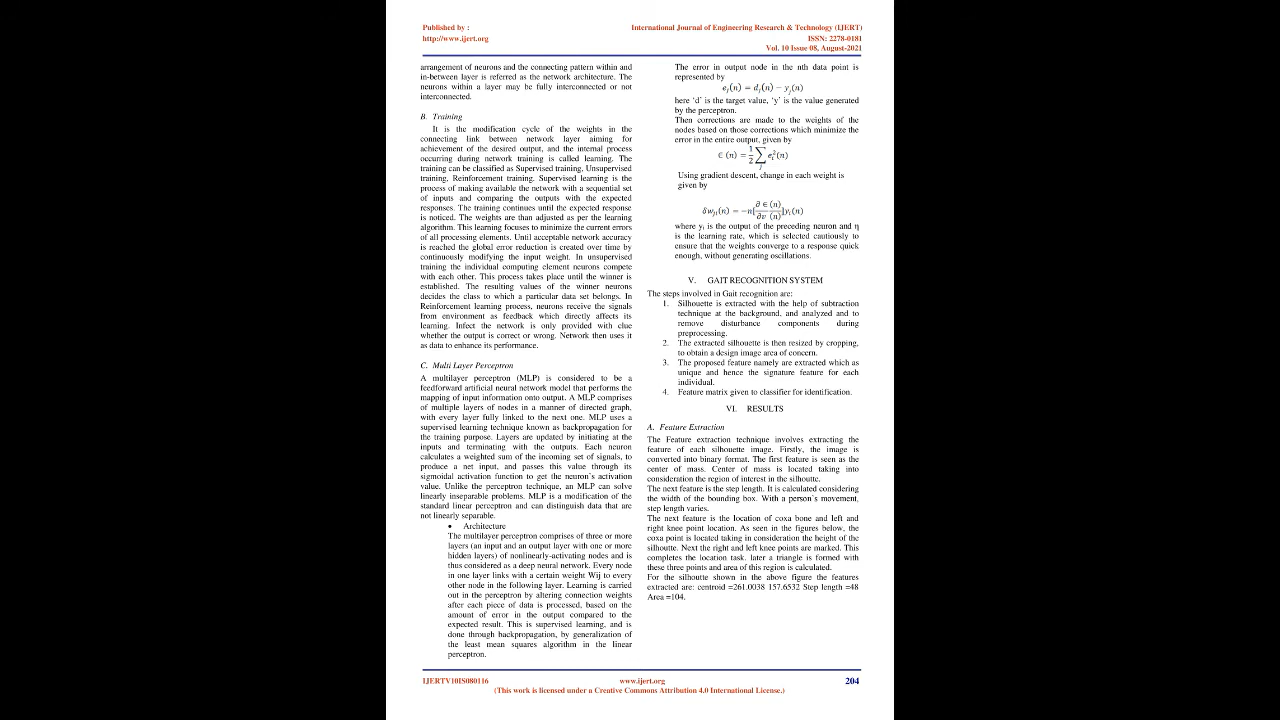 Published by :
http://www.ijert.org
International Journal of Engineering Research & Technology (IJERT)
ISSN: 2278-0181
Vol. 10 Issue 08, August-2021
arrangement of neurons and the connecting pattern within and
in-between layer is referred as the network architecture. The
neurons within a layer may be fully interconnected or not
interconnected.
B. Training
It is the modification cycle of the weights in the
connecting link between network layer aiming for
achievement of the desired output, and the internal process
occurring during network training is called learning. The
training can be classified as Supervised training, Unsupervised
training, Reinforcement training. Supervised learning is the
process of making available the network with a sequential set
of inputs and comparing the outputs with the expected
responses. The training continues until the expected response
is noticed. The weights are than adjusted as per the learning
algorithm. This learning focuses to minimize the current errors
of all processing elements. Until acceptable network accuracy
is reached the global error reduction is created over time by
continuously modifying the input weight. In unsupervised
training the individual computing element neurons compete
with each other. This process takes place until the winner is
established. The resulting values of the winner neurons
decides the class to which a particular data set belongs. In
Reinforcement learning process, neurons receive the signals
from environment as feedback which directly affects its
learning. Infect the network is only provided with clue
whether the output is correct or wrong. Network then uses it
as data to enhance its performance.
C. Multi Layer Perceptron
A multilayer perceptron (MLP) is considered to be a
feedforward artificial neural network model that performs the
mapping of input information onto output. A MLP comprises
of multiple layers of nodes in a manner of directed graph,
with every layer fully linked to the next one. MLP uses a
supervised learning technique known as backpropagation for
the training purpose. Layers are updated by initiating at the
inputs and terminating with the outputs. Each neuron
calculates a weighted sum of the incoming set of signals, to
produce a net input, and passes this value through its
sigmoidal activation function to get the neuron's activation
value. Unlike the perceptron technique, an MLP can solve
linearly inseparable problems. MLP is a modification of the
standard linear perceptron and can distinguish data that are
not linearly separable.
• Architecture
The multilayer perceptron comprises of three or more
layers (an input and an output layer with one or more
hidden layers) of nonlinearly-activating nodes and is
thus considered as a deep neural network. Every node
in one layer links with a certain weight Wij to every
other node in the following layer. Learning is carried
out in the perceptron by altering connection weights
after each piece of data is processed, based on the
amount of error in the output compared to the
expected result. This is supervised learning, and is
done through backpropagation, by generalization of
the least mean squares algorithm in the linear
perceptron.
The error in output node in the nth data point is
represented by
e_j(n) = d_j(n) − y_j(n)
here 'd' is the target value, 'y' is the value generated
by the perceptron.
Then corrections are made to the weights of the
nodes based on those corrections which minimize the
error in the entire output, given by
∈ (n) = 1/2 ∑_j e_i^2(n)
Using gradient descent, change in each weight is
given by
δw_ji(n) = −n[∂ ∈ (n)/∂v (n)]y_i(n)
where yi is the output of the preceding neuron and η
is the learning rate, which is selected cautiously to
ensure that the weights converge to a response quick
enough, without generating oscillations.
V. GAIT RECOGNITION SYSTEM
The steps involved in Gait recognition are:
1. Silhouette is extracted with the help of subtraction
technique at the background, and analyzed and to
remove disturbance components during
preprocessing.
2. The extracted silhouette is then resized by cropping,
to obtain a design image area of concern.
3. The proposed feature namely are extracted which as
unique and hence the signature feature for each
individual.
4. Feature matrix given to classifier for identification.
VI. RESULTS
A. Feature Extraction
The Feature extraction technique involves extracting the
feature of each silhouette image. Firstly, the image is
converted into binary format. The first feature is seen as the
center of mass. Center of mass is located taking into
consideration the region of interest in the silhoutte.
The next feature is the step length. It is calculated considering
the width of the bounding box. With a person's movement,
step length varies.
The next feature is the location of coxa bone and left and
right knee point location. As seen in the figures below, the
coxa point is located taking in consideration the height of the
silhoutte. Next the right and left knee points are marked. This
completes the location task. later a triangle is formed with
these three points and area of this region is calculated.
For the silhoutte shown in the above figure the features
extracted are: centroid =261.0038 157.6532 Step length =48
Area =104.
IJERTV10IS080116
www.ijert.org
204
(This work is licensed under a Creative Commons Attribution 4.0 International License.)